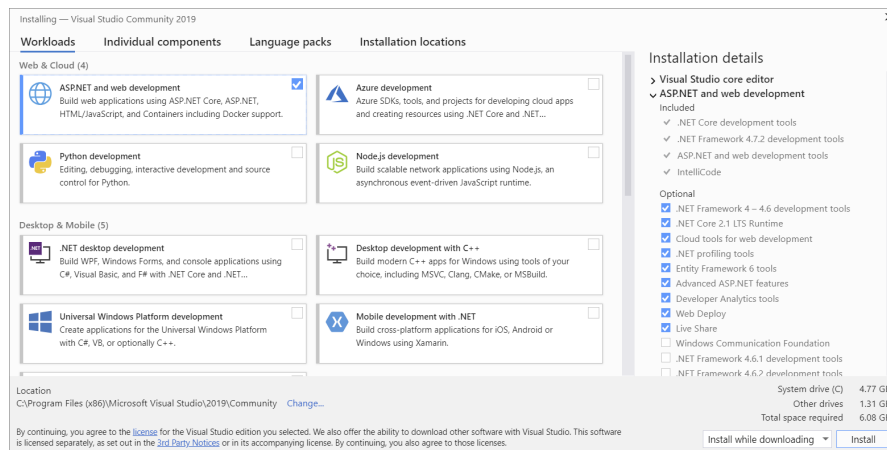 Installing — Visual Studio Community 2019
Workloads
Individual components
Language packs
Installation locations
Web & Cloud (4)
ASP.NET and web development
Build web applications using ASP.NET Core, ASP.NET,
HTML/JavaScript, and Containers including Docker support.
Azure development
Azure SDKs, tools, and projects for developing cloud apps
and creating resources using .NET Core and .NET...
Python development
Editing, debugging, interactive development and source
control for Python.
Node.js development
Build scalable network applications using Node.js, an
asynchronous event-driven JavaScript runtime.
Desktop & Mobile (5)
.NET
.NET desktop development
Build WPF, Windows Forms, and console applications using
C#, Visual Basic, and F# with .NET Core and .NET...
Desktop development with C++
Build modern C++ apps for Windows using tools of your
choice, including MSVC, Clang, CMake, or MSBuild.
Universal Windows Platform development
Create applications for the Universal Windows Platform
with C#, VB, or optionally C++.
Mobile development with .NET
Build cross-platform applications for iOS, Android or
Windows using Xamarin.
Installation details
Visual Studio core editor
ASP.NET and web development
Included
.NET Core development tools
.NET Framework 4.7.2 development tools
ASP.NET and web development tools
IntelliCode
Optional
.NET Framework 4 – 4.6 development tools
.NET Core 2.1 LTS Runtime
Cloud tools for web development
.NET profiling tools
Entity Framework 6 tools
Advanced ASP.NET features
Developer Analytics tools
Web Deploy
Live Share
Windows Communication Foundation
.NET Framework 4.6.1 development tools
.NET Framework 4.6.2 development tools
Location
C:\Program Files (x86)\Microsoft Visual Studio\2019\Community Change...
By continuing, you agree to the license for the Visual Studio edition you selected. We also offer the ability to download other software with Visual Studio. This software
is licensed separately, as set out in the 3rd Party Notices or in its accompanying license. By continuing, you also agree to those licenses.
System drive (C) 4.77
Other drives 1.31
Total space required 6.08
Install while downloading
Install